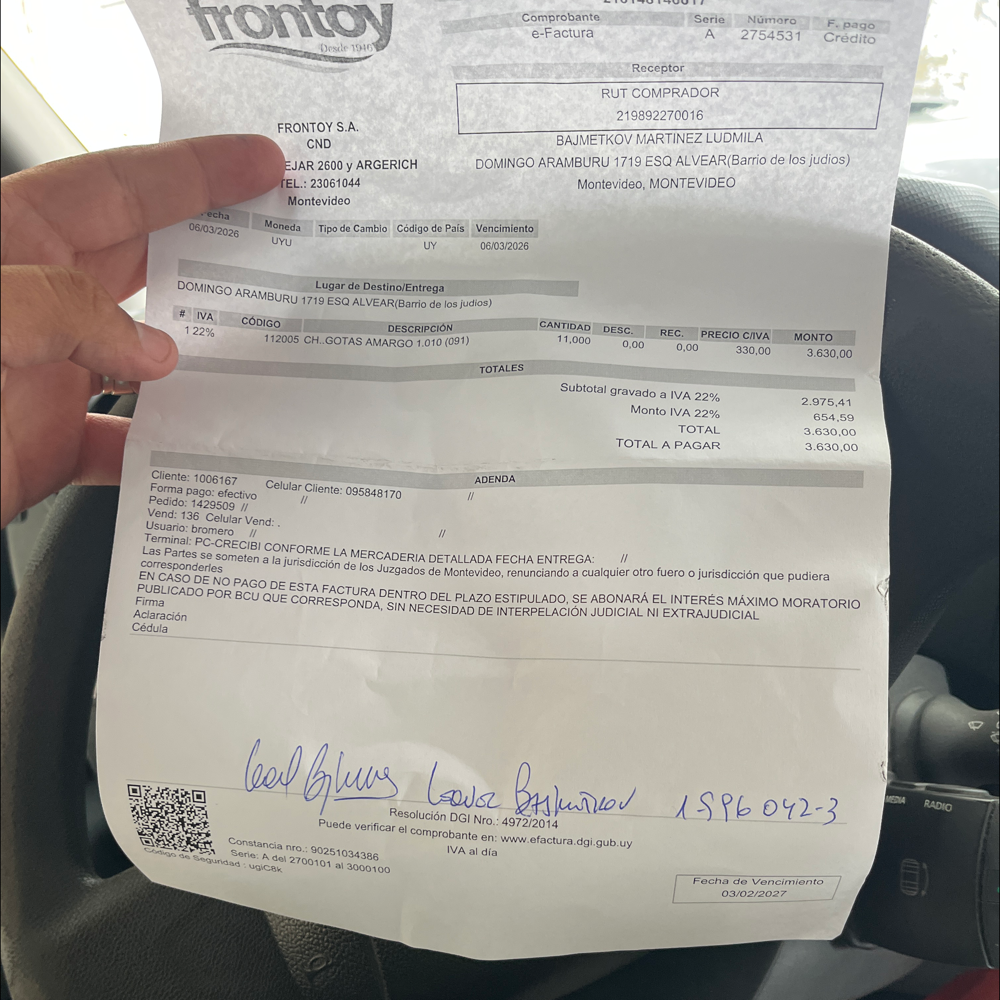 frontoy
Desde 1946
Comprobante Serie Número F. pago
e-Factura A 2754531 Crédito
Receptor
RUT COMPRADOR
219892270016
BAJMETKOV MARTINEZ LUDMILA
DOMINGO ARAMBURU 1719 ESQ ALVEAR(Barrio de los judios)
Montevideo, MONTEVIDEO
FRONTOY S.A.
CND
EJAR 2600 y ARGERICH
TEL.: 23061044
Montevideo
Fecha Moneda Tipo de Cambio Código de País Vencimiento
06/03/2026 UYU UY 06/03/2026
Lugar de Destino/Entrega
DOMINGO ARAMBURU 1719 ESQ ALVEAR(Barrio de los judios)
# IVA CÓDIGO DESCRIPCIÓN CANTIDAD DESC. REC. PRECIO C/IVA MONTO
1 22% 112005 CH..GOTAS AMARGO 1.010 (091) 11,000 0,00 0,00 330,00 3.630,00
TOTALES
Subtotal gravado a IVA 22% 2.975,41
Monto IVA 22% 654,59
TOTAL 3.630,00
TOTAL A PAGAR 3.630,00
ADENDA
Cliente: 1006167 Celular Cliente: 095848170 //
Forma pago: efectivo //
Pedido: 1429509 //
Vend: 136 Celular Vend: .
Usuario: bromero // //
Terminal: PC-CRECIBI CONFORME LA MERCADERIA DETALLADA FECHA ENTREGA: //
Las Partes se someten a la jurisdicción de los Juzgados de Montevideo, renunciando a cualquier otro fuero o jurisdicción que pudiera
corresponderles
EN CASO DE NO PAGO DE ESTA FACTURA DENTRO DEL PLAZO ESTIPULADO, SE ABONARÁ EL INTERÉS MÁXIMO MORATORIO
PUBLICADO POR BCU QUE CORRESPONDA, SIN NECESIDAD DE INTERPELACIÓN JUDICIAL NI EXTRAJUDICIAL
Firma
Aclaración
Cédula
1996042-3
Resolución DGI Nro.: 4972/2014
Puede verificar el comprobante en: www.efactura.dgi.gub.uy
IVA al día
Constancia nro.: 90251034386
Serie: A del 2700101 al 3000100
Código de Seguridad : ugiC8k
Fecha de Vencimiento
03/02/2027
MEDIA RADIO